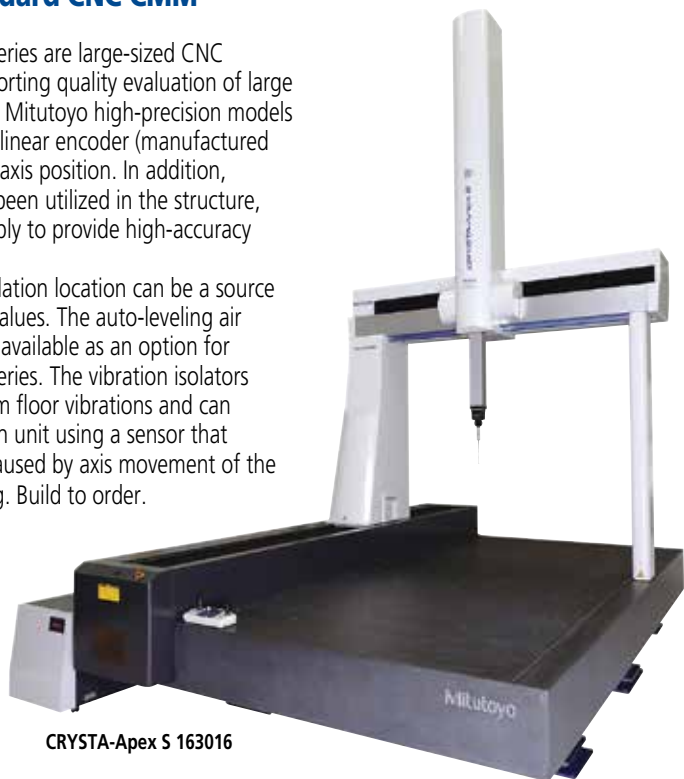 dard CNC CMM
eries are large-sized CNC
orting quality evaluation of large
Mitutoyo high-precision models
linear encoder (manufactured
axis position. In addition,
been utilized in the structure,
bly to provide high-accuracy
lation location can be a source
alues. The auto-leveling air
available as an option for
eries. The vibration isolators
m floor vibrations and can
n unit using a sensor that
aused by axis movement of the
g. Build to order.
CRYSTA-Apex S
Mitutoyo
CRYSTA-Apex S 163016